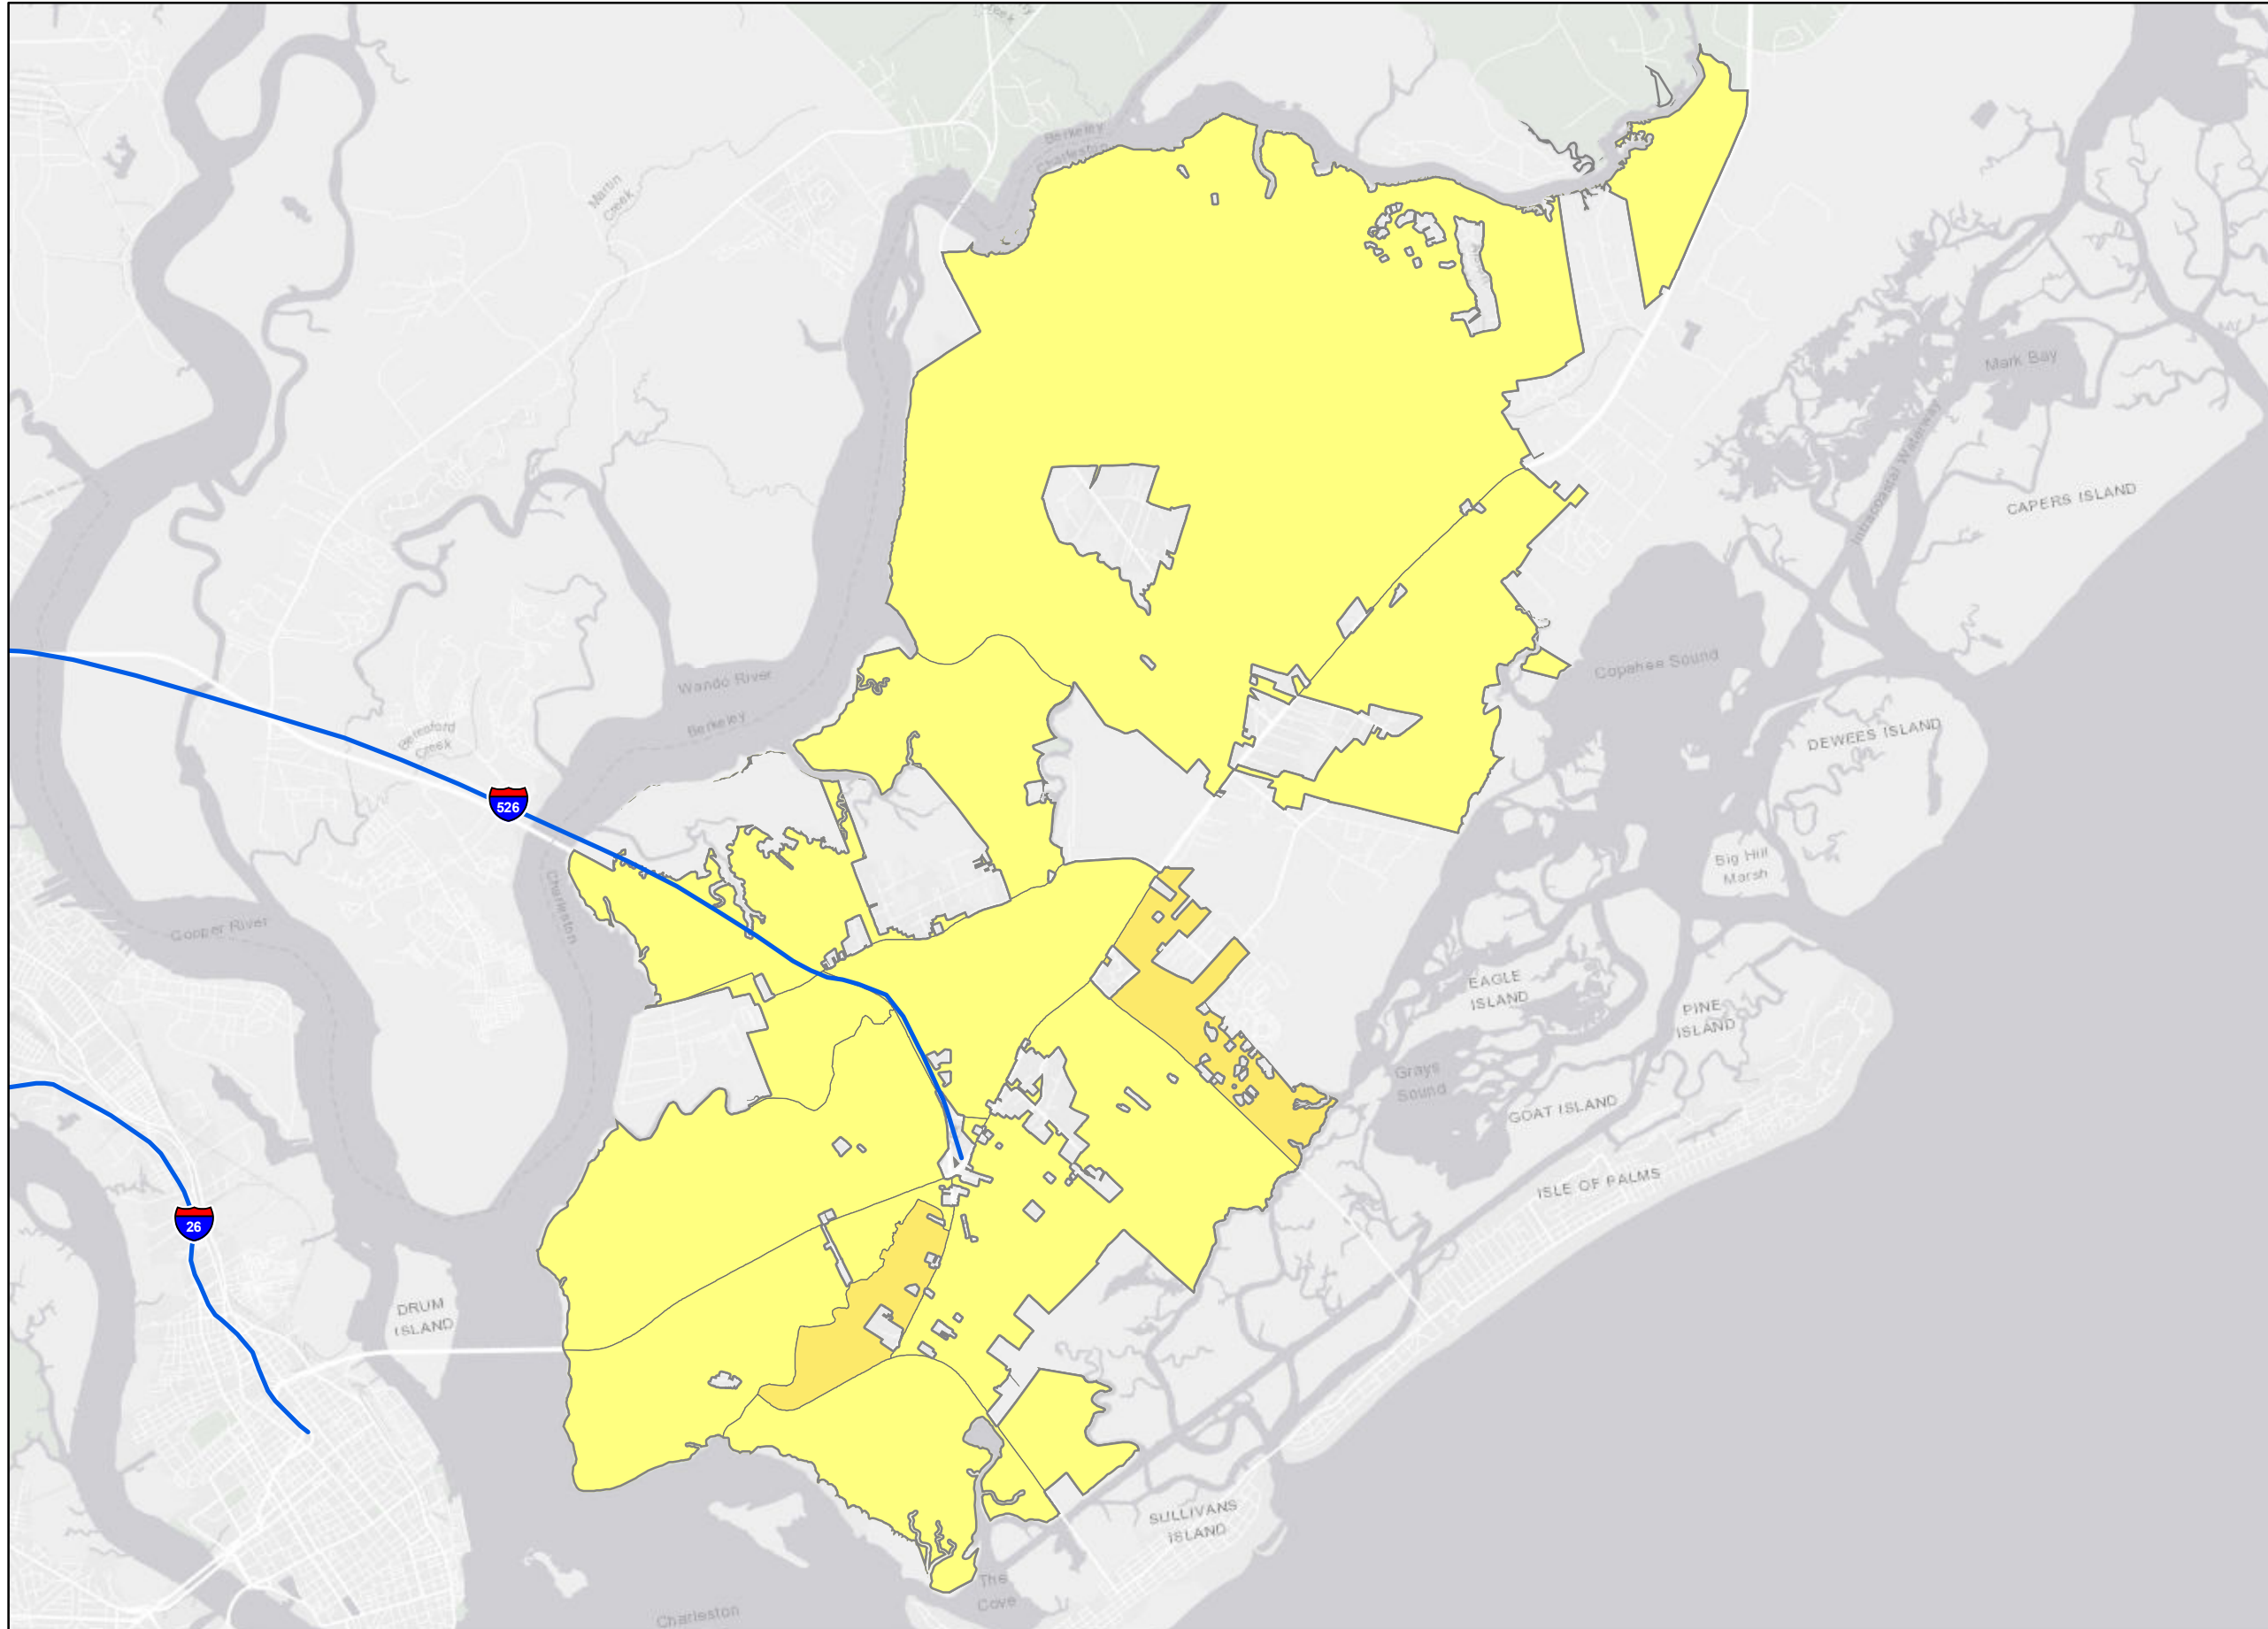 Creek
Berkeley
Charleston
Martin
Creek
Mark Bay
Intracoastal Waterway
CAPERS ISLAND
Wando River
Berkeley
Copahee Sound
Beresford
Creek
DEWEES ISLAND
526
Big Hill
Marsh
Charleston
Cooper River
EAGLE
ISLAND
PINE
ISLAND
Grays
Sound
GOAT ISLAND
ISLE OF PALMS
26
DRUM
ISLAND
SULLIVANS
ISLAND
The
Cove
Charleston